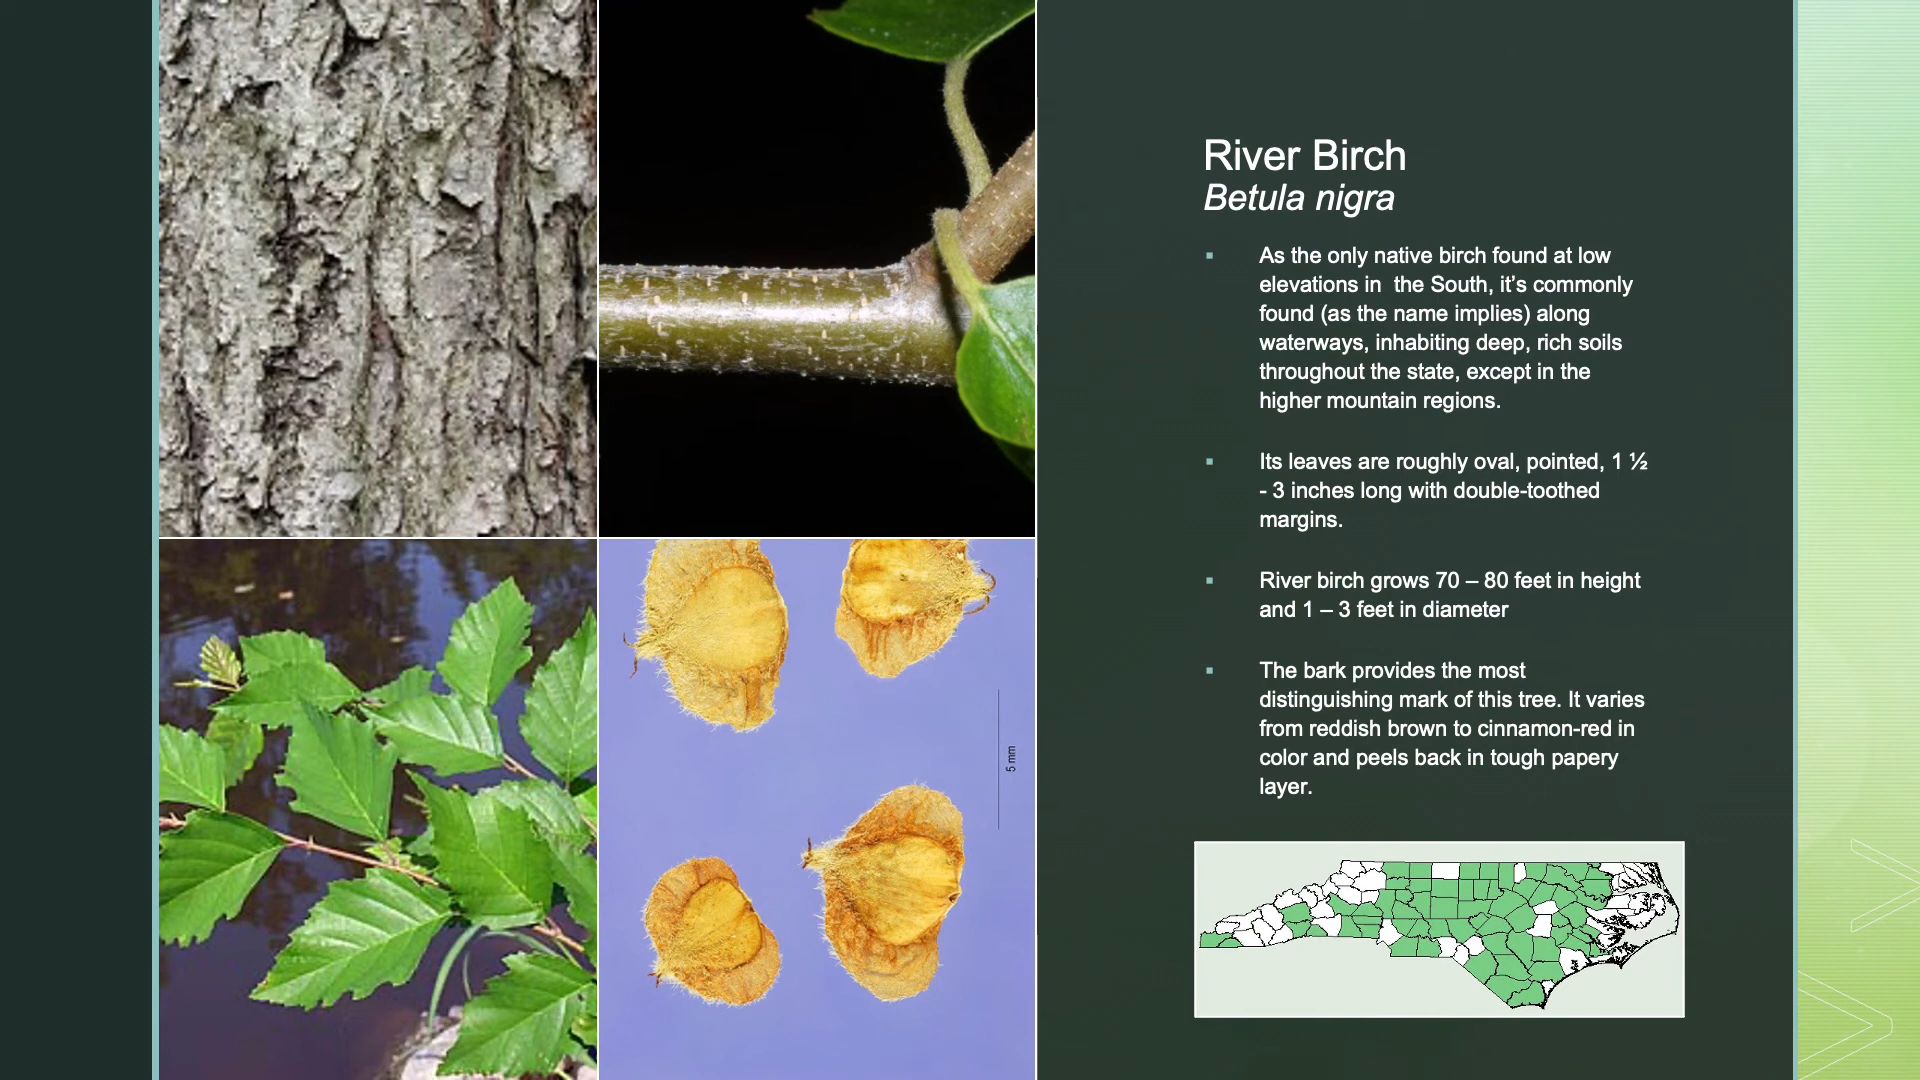 River Birch
Betula nigra
As the only native birch found at low
elevations in  the South, it’s commonly
found (as the name implies) along
waterways, inhabiting deep, rich soils
throughout the state, except in the
higher mountain regions.
Its leaves are roughly oval, pointed, 1 ½
- 3 inches long with double-toothed
margins.
River birch grows 70 – 80 feet in height
and 1 – 3 feet in diameter
The bark provides the most
distinguishing mark of this tree. It varies
from reddish brown to cinnamon-red in
color and peels back in tough papery
layer.
5 mm